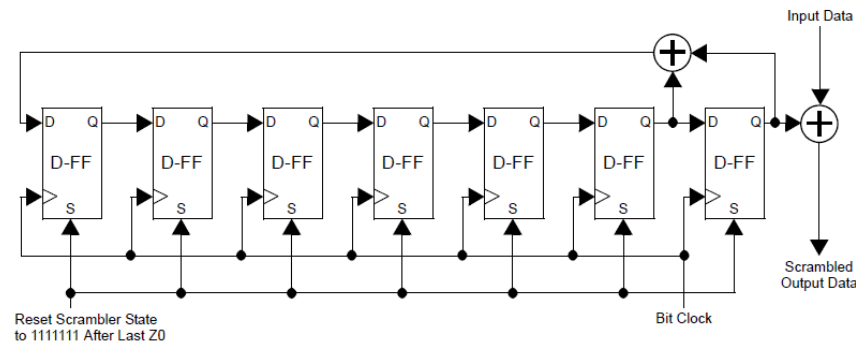 Input Data
D Q D Q D Q D Q D Q D Q D Q
D-FF D-FF D-FF D-FF D-FF D-FF D-FF
S S S S S S S
Scrambled
Output Data
Reset Scrambler State
to 1111111 After Last Z0
Bit Clock